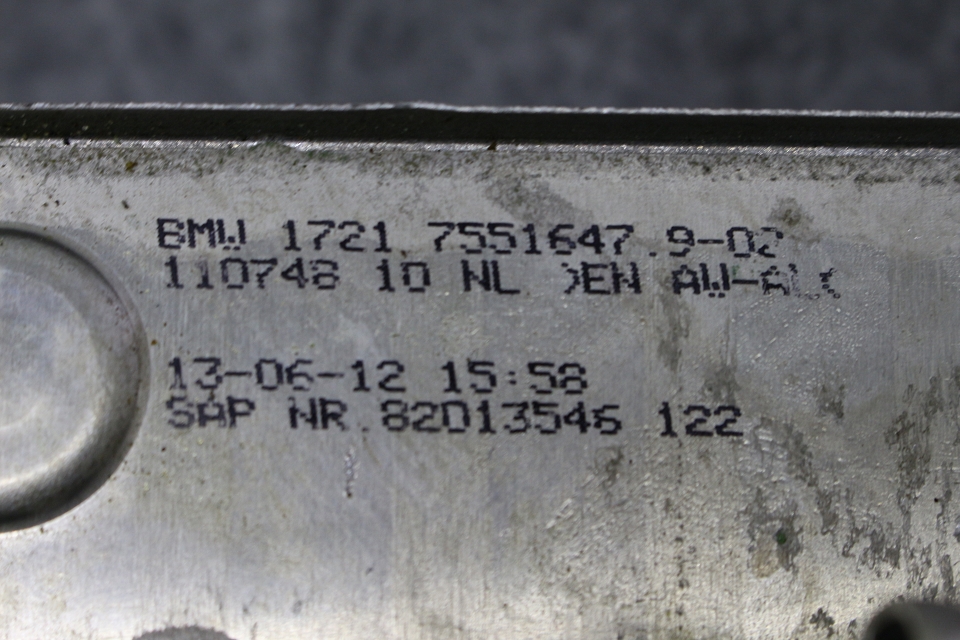 BMW 1721 7551647.9-02
110748 10 NL >EN AW-AL<
13-06-12 15:58
SAP NR.82013546 122